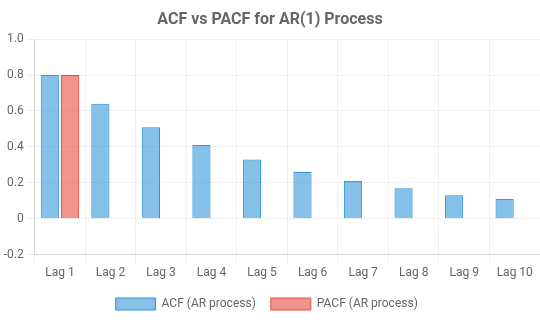 ACF vs PACF for AR(1) Process
1.0
0.8
0.6
0.4
0.2
0
-0.2
Lag 1 Lag 2 Lag 3 Lag 4 Lag 5 Lag 6 Lag 7 Lag 8 Lag 9 Lag 10
ACF (AR process) PACF (AR process)